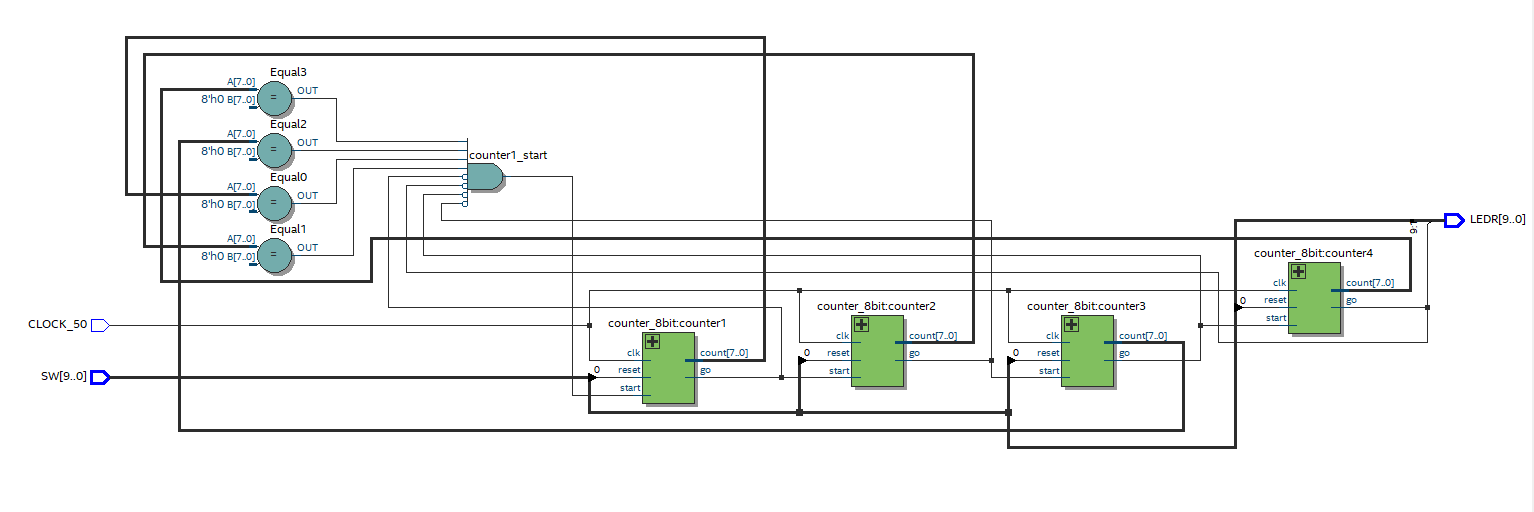 Equal3
A[7..0]
8'h0 B[7..0]
OUT
Equal2
A[7..0]
8'h0 B[7..0]
OUT
Equal0
A[7..0]
8'h0 B[7..0]
OUT
Equal1
A[7..0]
8'h0 B[7..0]
OUT
=
=
=
=
counter1_start
CLOCK_50
SW[9..0]
counter_8bit:counter1
clk
0
reset
start
count[7..0]
go
counter_8bit:counter2
clk
0
reset
start
count[7..0]
go
counter_8bit:counter3
clk
0
reset
start
count[7..0]
go
counter_8bit:counter4
clk
0
reset
start
count[7..0]
go
LEDR[9..0]